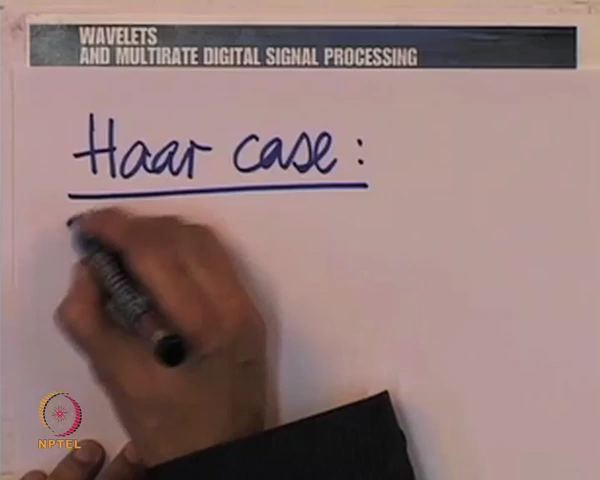 WAVELETS
AND MULTIRATE DIGITAL SIGNAL PROCESSING
Haar case:
NPTEL